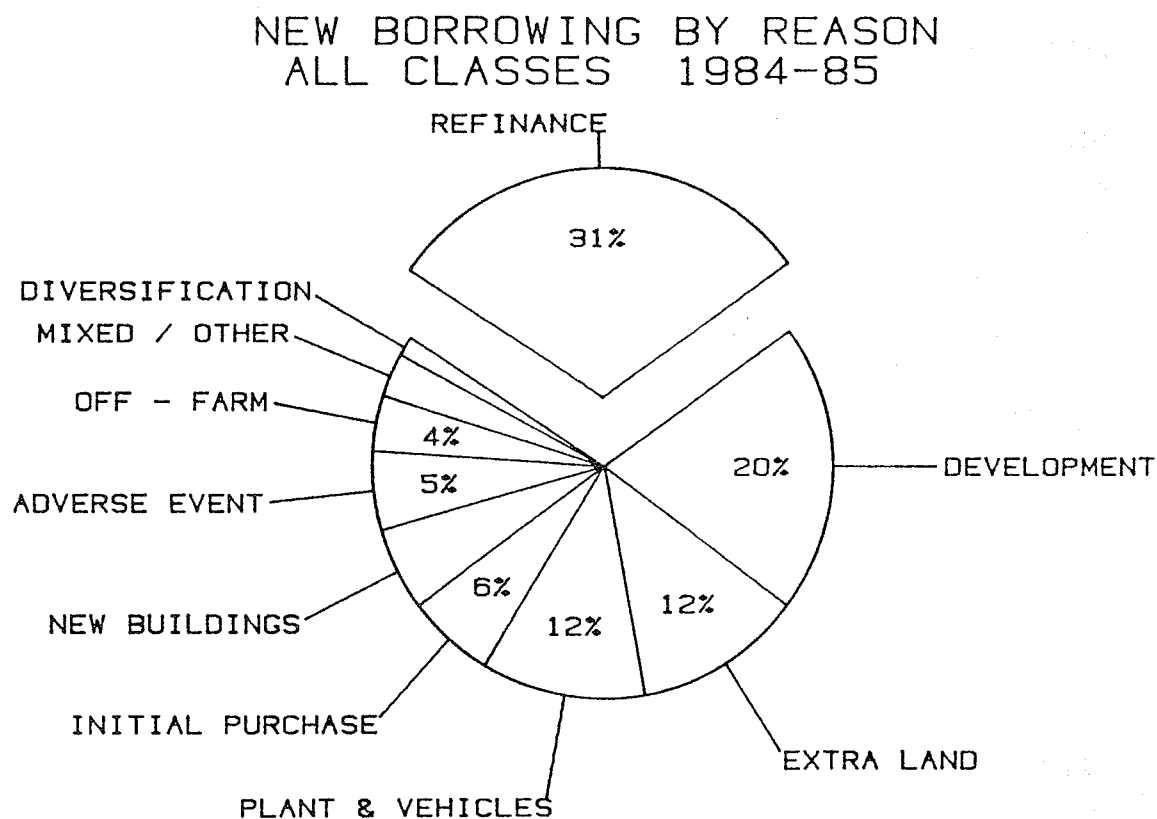 NEW BORROWING BY REASON
ALL CLASSES 1984-85
REFINANCE
31%
DIVERSIFICATION
MIXED / OTHER
OFF - FARM
4%
20%
DEVELOPMENT
5%
ADVERSE EVENT
6%
12%
12%
NEW BUILDINGS
INITIAL PURCHASE
EXTRA LAND
PLANT & VEHICLES